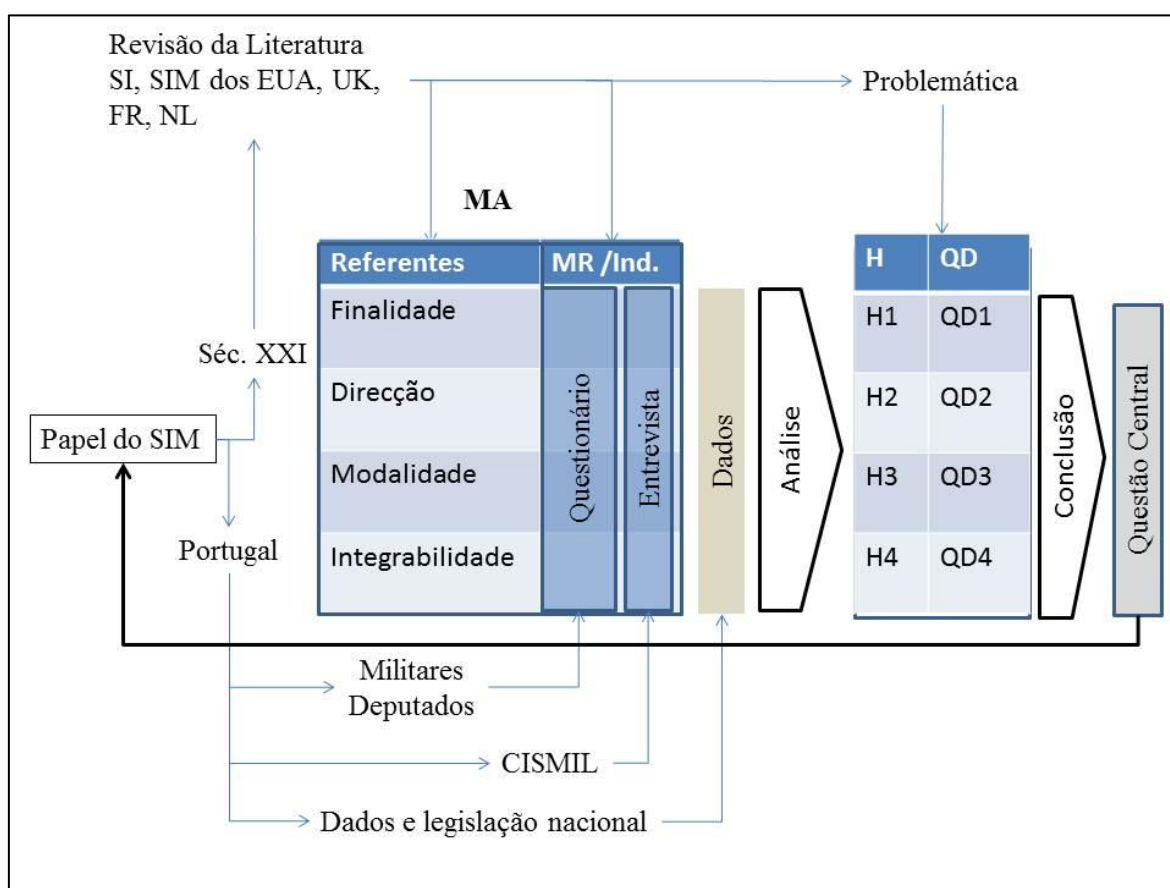 Revisão da Literatura
SI, SIM dos EUA, UK,
FR, NL
Problemática
MA
Referentes
MR /Ind.
H
QD
Finalidade
H1
QD1
Séc. XXI
Direcção
H2
QD2
Papel do SIM
Modalidade
H3
QD3
Portugal
Integrabilidade
H4
QD4
Questionário
Entrevista
Dados
Análise
Conclusão
Questão Central
Militares
Deputados
CISMIL
Dados e legislação nacional